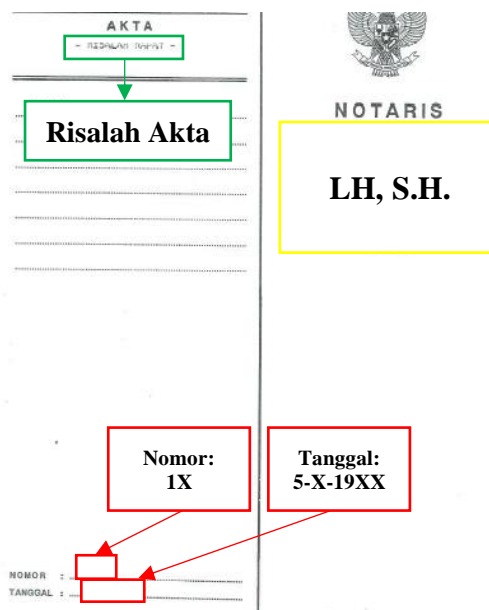 AKTA
- RISALAH RAPAT -
Risalah Akta
NOTARIS
LH, S.H.
Nomor:
1X
Tanggal:
5-X-19XX
NOMOR :
TANGGAL :